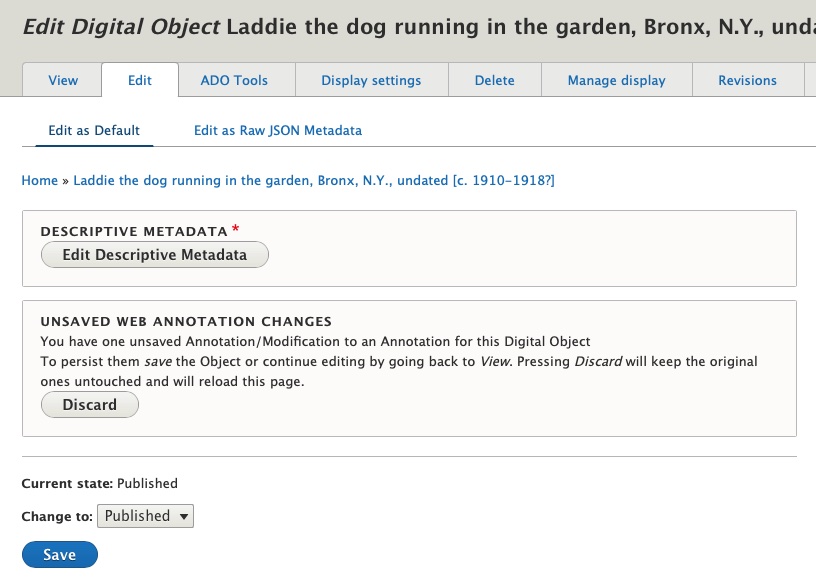 Edit Digital Object Laddie the dog running in the garden, Bronx, N.Y.,
View Edit ADO Tools Display settings Delete Manage display Revisions
Edit as Default Edit as Raw JSON Metadata
Home » Laddie the dog running in the garden, Bronx, N.Y., undated [c. 1910–1918?]
DESCRIPTIVE METADATA *
Edit Descriptive Metadata
UNSAVED WEB ANNOTATION CHANGES
You have one unsaved Annotation/Modification to an Annotation for this Digital Object
To persist them save the Object or continue editing by going back to View. Pressing Discard will keep the original
ones untouched and will reload this page.
Discard
Current state: Published
Change to: Published
Save